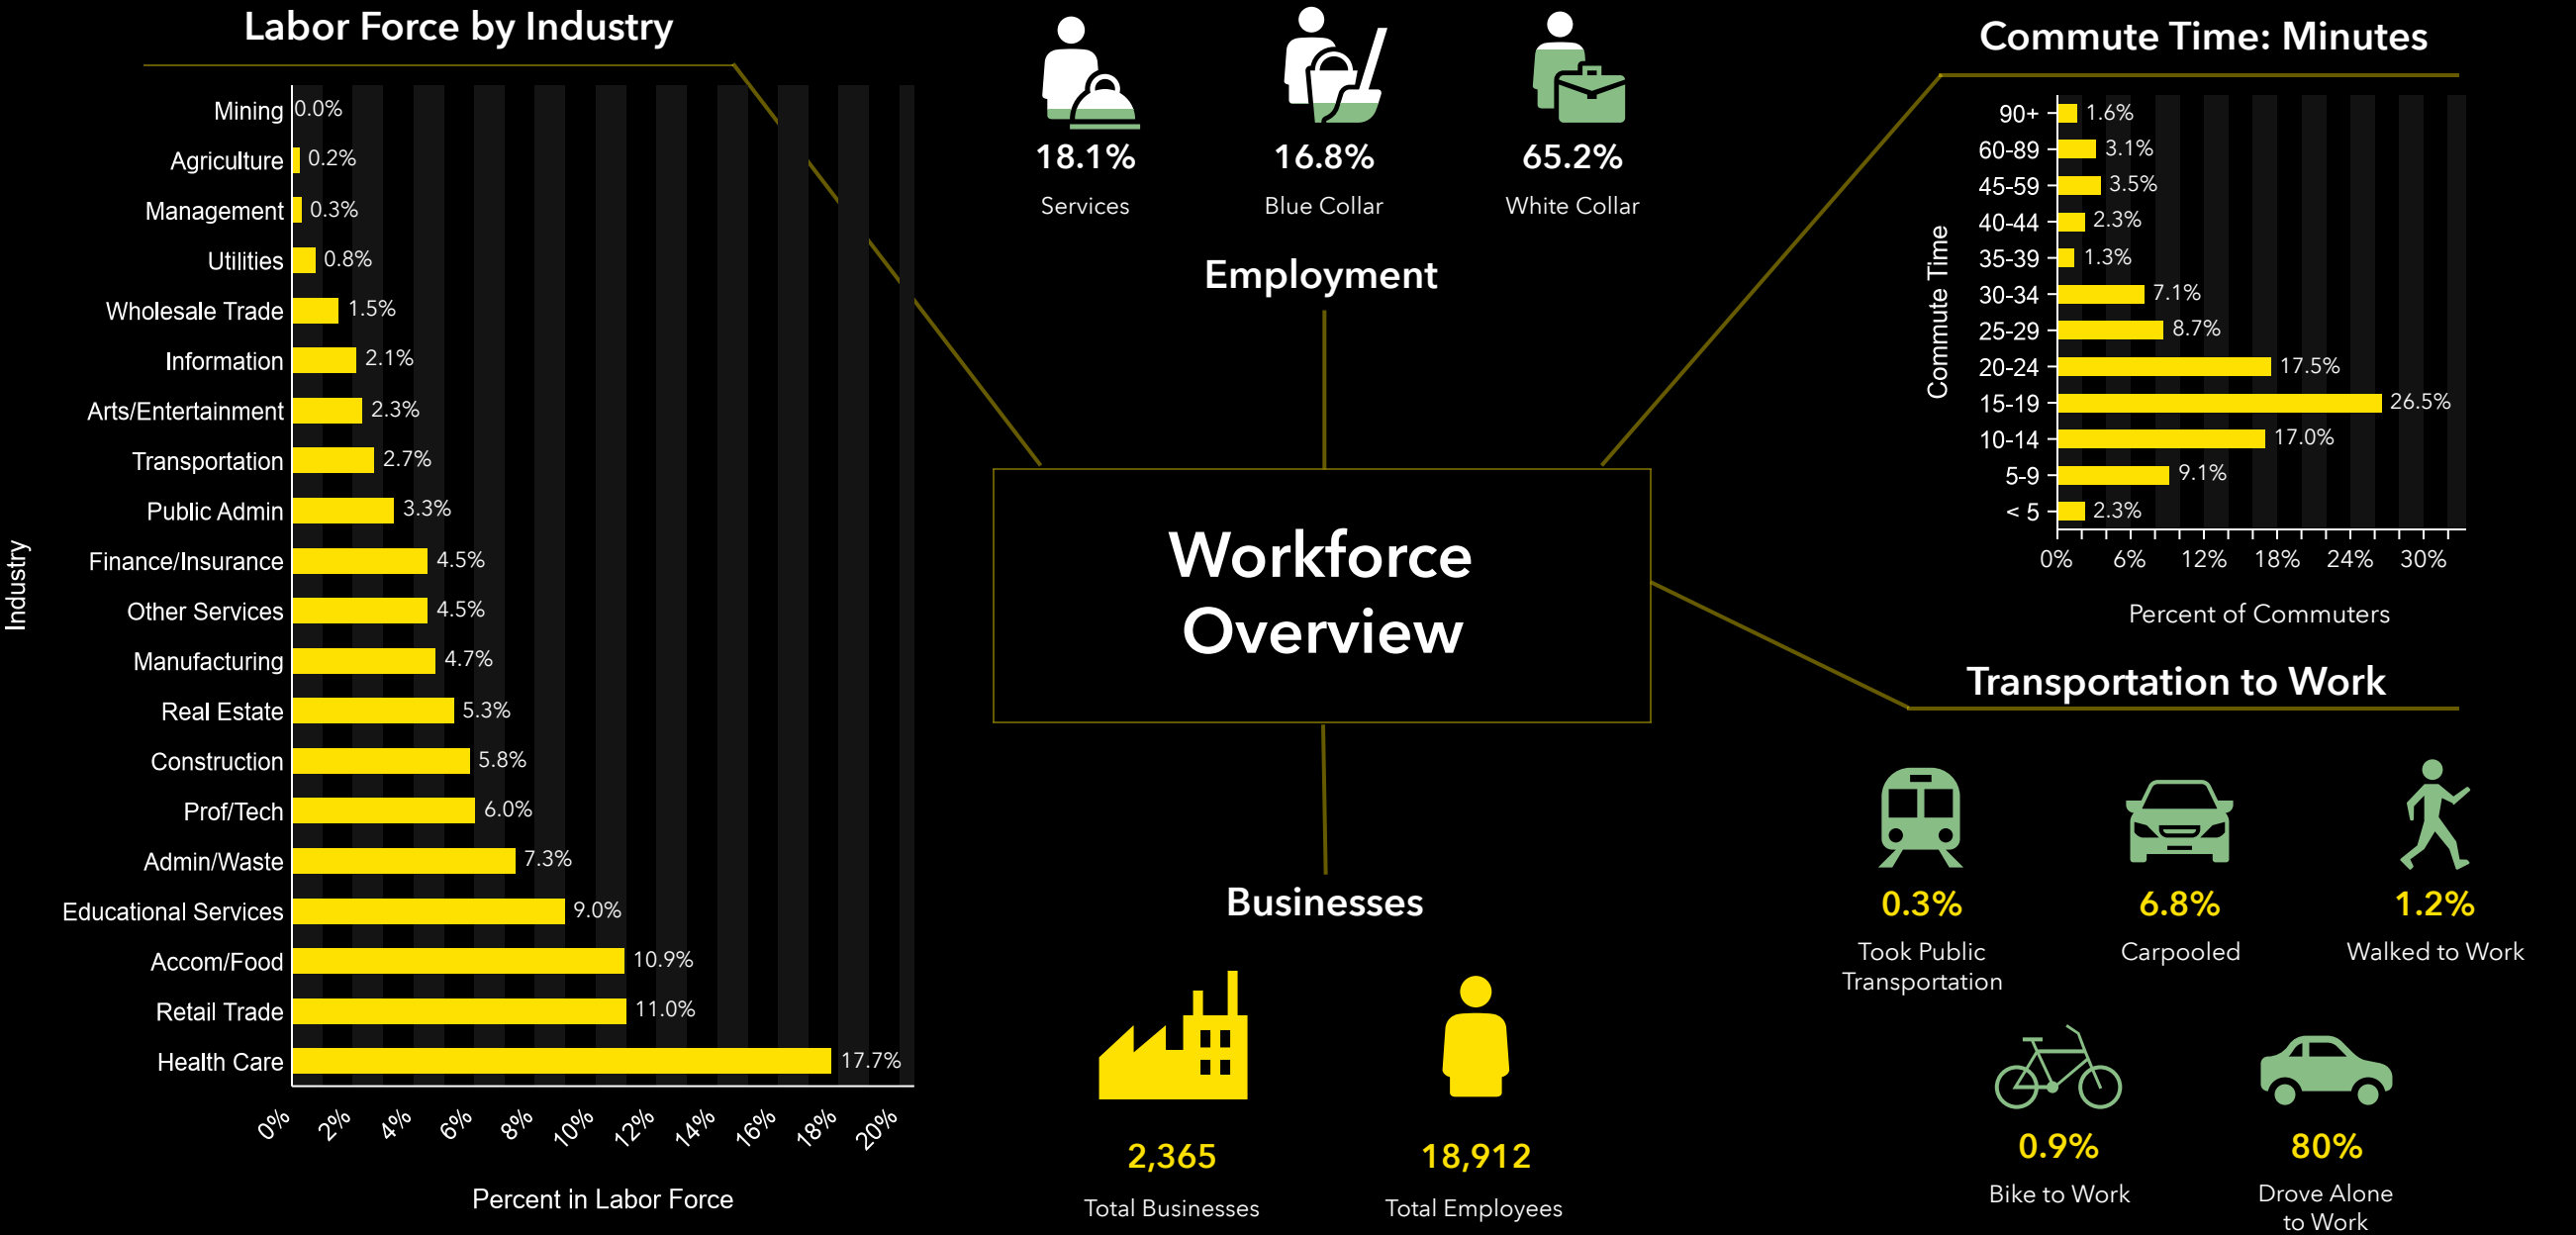 Labor Force by Industry
Industry
Mining 0.0%
Agriculture 0.2%
Management 0.3%
Utilities 0.8%
Wholesale Trade 1.5%
Information 2.1%
Arts/Entertainment 2.3%
Transportation 2.7%
Public Admin 3.3%
Finance/Insurance 4.5%
Other Services 4.5%
Manufacturing 4.7%
Real Estate 5.3%
Construction 5.8%
Prof/Tech 6.0%
Admin/Waste 7.3%
Educational Services 9.0%
Accom/Food 10.9%
Retail Trade 11.0%
Health Care 17.7%
0% 2% 4% 6% 8% 10% 12% 14% 16% 18% 20%
Percent in Labor Force
18.1% 16.8% 65.2%
Services Blue Collar White Collar
Employment
Workforce
Overview
Businesses
2,365 18,912
Total Businesses Total Employees
Commute Time: Minutes
Commute Time
90+ 1.6%
60-89 3.1%
45-59 3.5%
40-44 2.3%
35-39 1.3%
30-34 7.1%
25-29 8.7%
20-24 17.5%
15-19 26.5%
10-14 17.0%
5-9 9.1%
< 5 2.3%
0% 6% 12% 18% 24% 30%
Percent of Commuters
Transportation to Work
0.3% 6.8% 1.2%
Took Public Carpooled Walked to Work
Transportation
0.9% 80%
Bike to Work Drove Alone
to Work